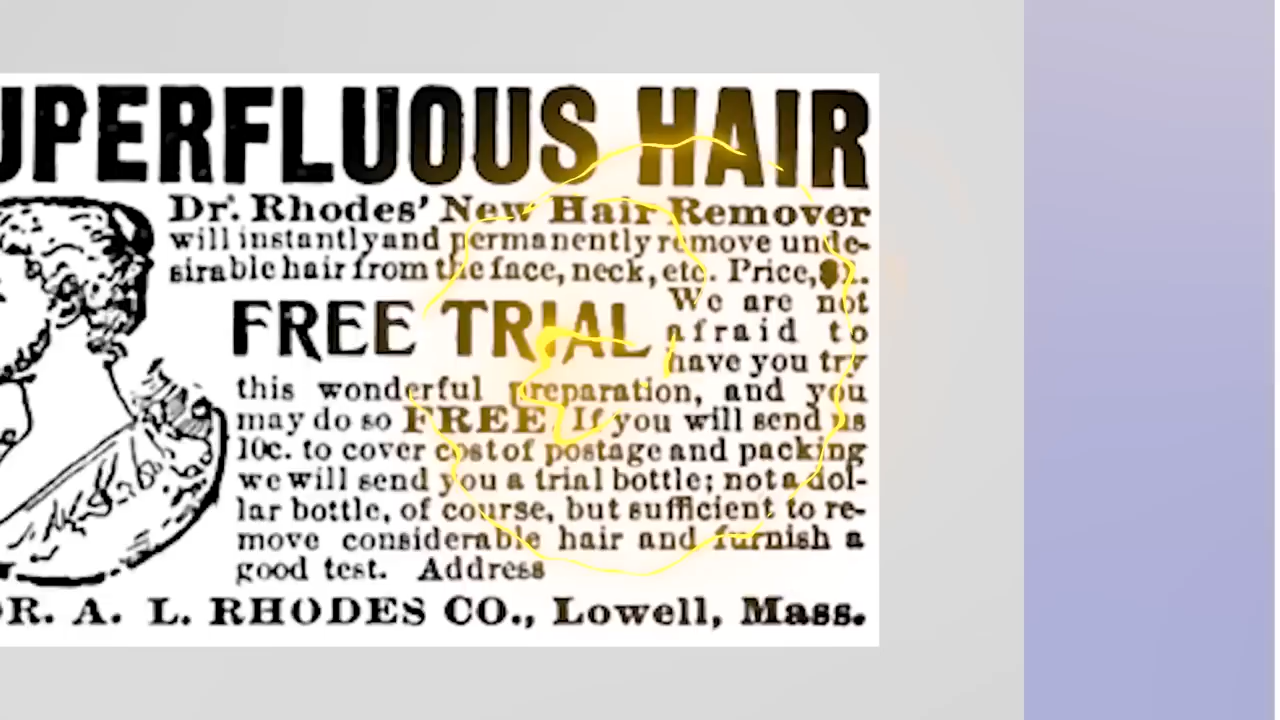 UPERFLUOUS HAIR
Dr. Rhodes' New Hair Remover
will instantly and permanently remove unde-
sirable hair from the face, neck, etc. Price, $1.
FREE TRIAL
We are not
afraid to
have you try
this wonderful preparation, and you
may do so FREE. If you will send us
10c. to cover cost of postage and packing
we will send you a trial bottle; not a dol-
lar bottle, of course, but sufficient to re-
move considerable hair and furnish a
good test. Address
DR. A. L. RHODES CO., Lowell, Mass.